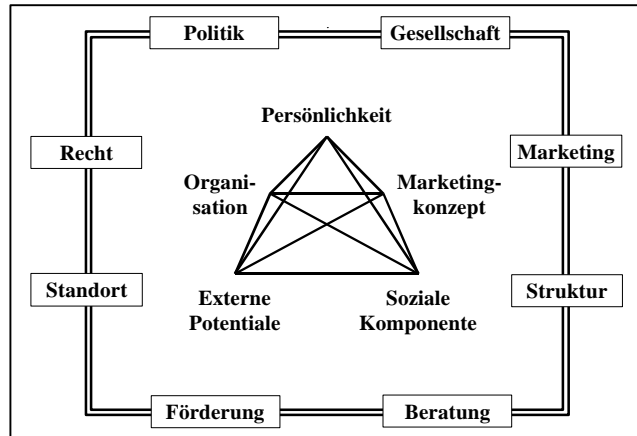 Politik
Gesellschaft
Persönlichkeit
Recht
Marketing
Organi-
sation
Marketing-
konzept
Standort
Struktur
Externe
Potentiale
Soziale
Komponente
Förderung
Beratung